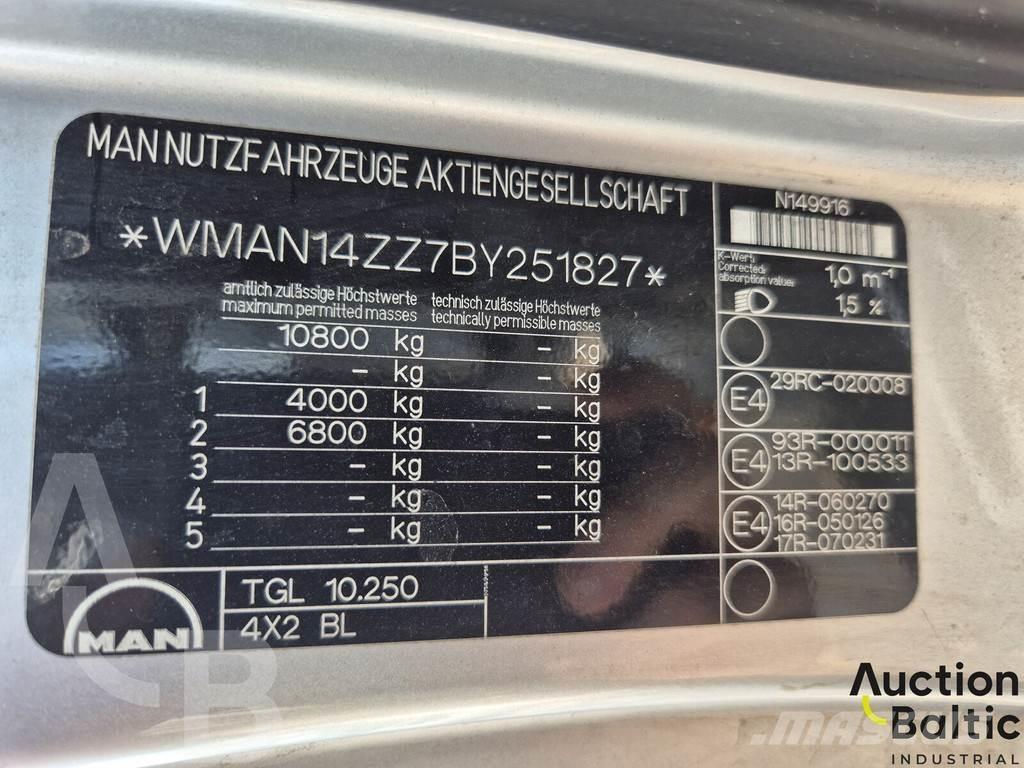 MAN NUTZFAHRZEUGE AKTIENGESELLSCHAFT
*WMAN14ZZ7BY251827*
amtlich zulässige Höchstwerte technisch zulässige Höchstwerte
maximum permitted masses technically permissible masses
10800 kg - kg
- kg - kg
1 4000 kg - kg
2 6800 kg - kg
3 - kg - kg
4 - kg - kg
5 - kg - kg
MAN
TGL 10.250
4X2 BL
N149916
K-Wert:
Corrected absorption value: 1,0 m⁻¹
1,5 %
E4 29RC-020008
E4 93R-000011
13R-100533
E4 14R-060270
16R-050126
17R-070231
ACB
Auction
Baltic
INDUSTRIAL